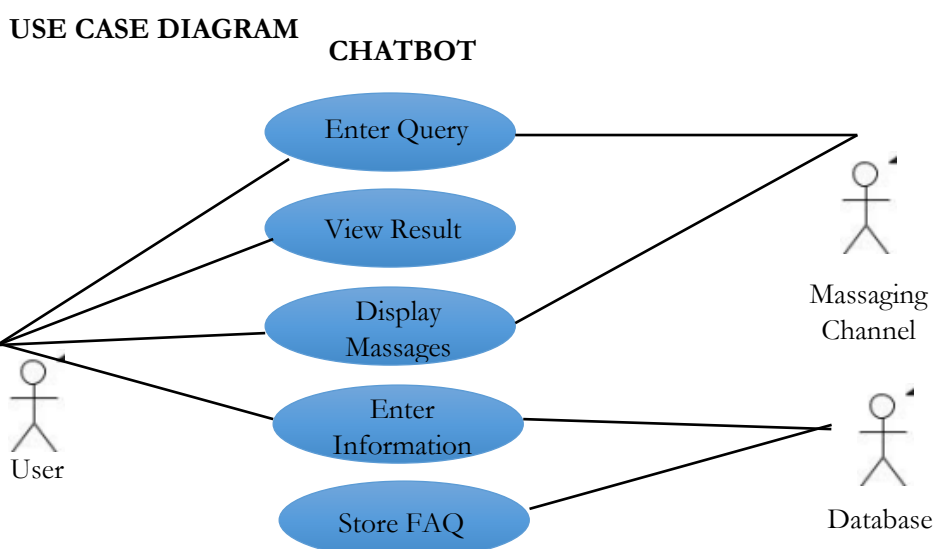 USE CASE DIAGRAM
CHATBOT
Enter Query
View Result
Display
Massages
Enter
Information
Store FAQ
User
Massaging
Channel
Database